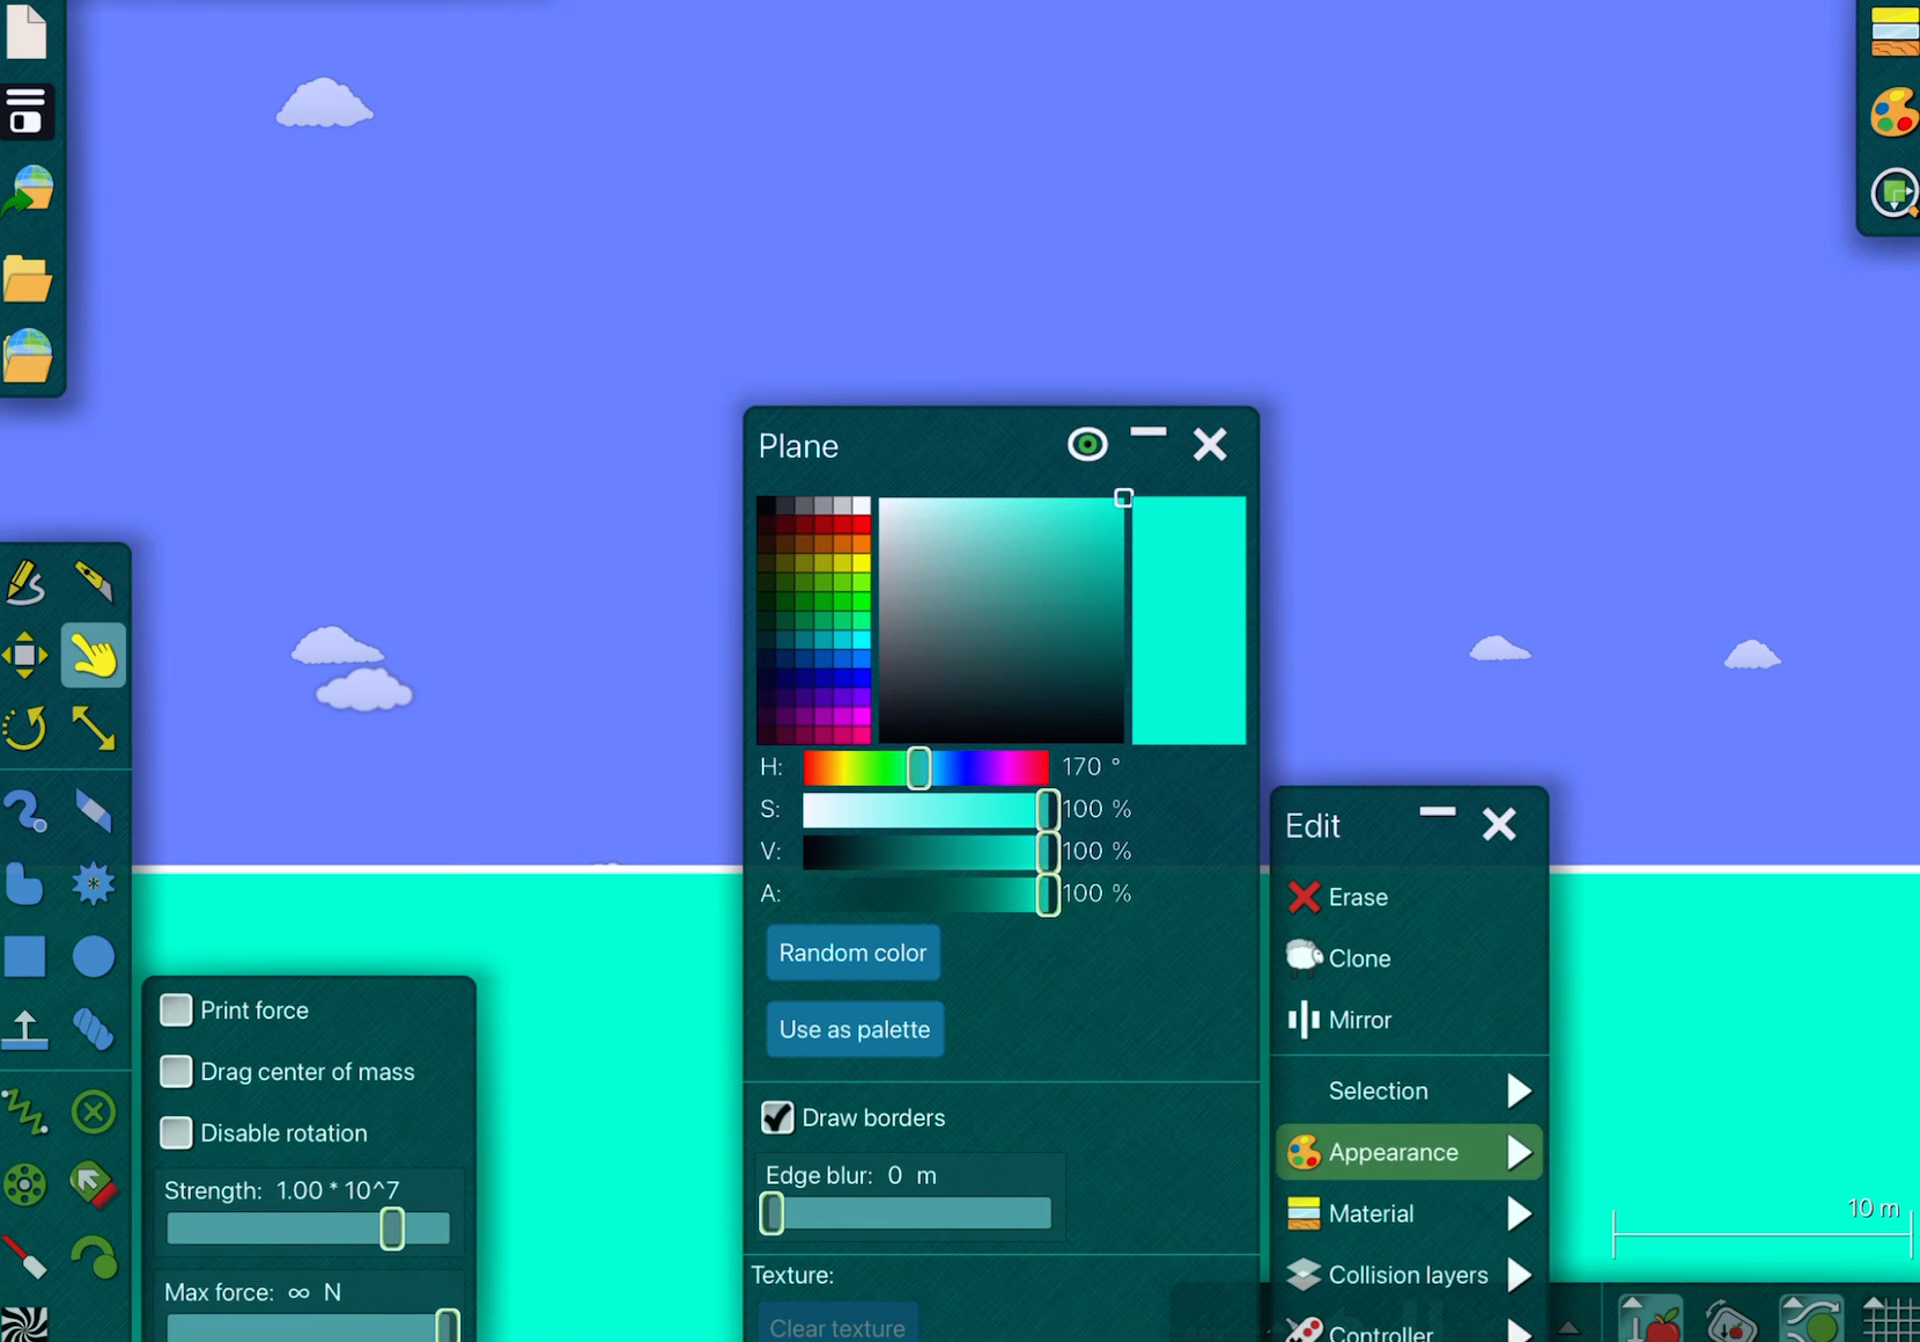 Plane
H: 170 °
S: 100 %
V: 100 %
A: 100 %
Random color
Use as palette
Draw borders
Edge blur: 0 m
Texture:
Clear texture
Edit
Erase
Clone
Mirror
Selection
Appearance
Material
Collision layers
Controller
Print force
Drag center of mass
Disable rotation
Strength: 1.00 * 10^7
Max force: ∞ N
10 m